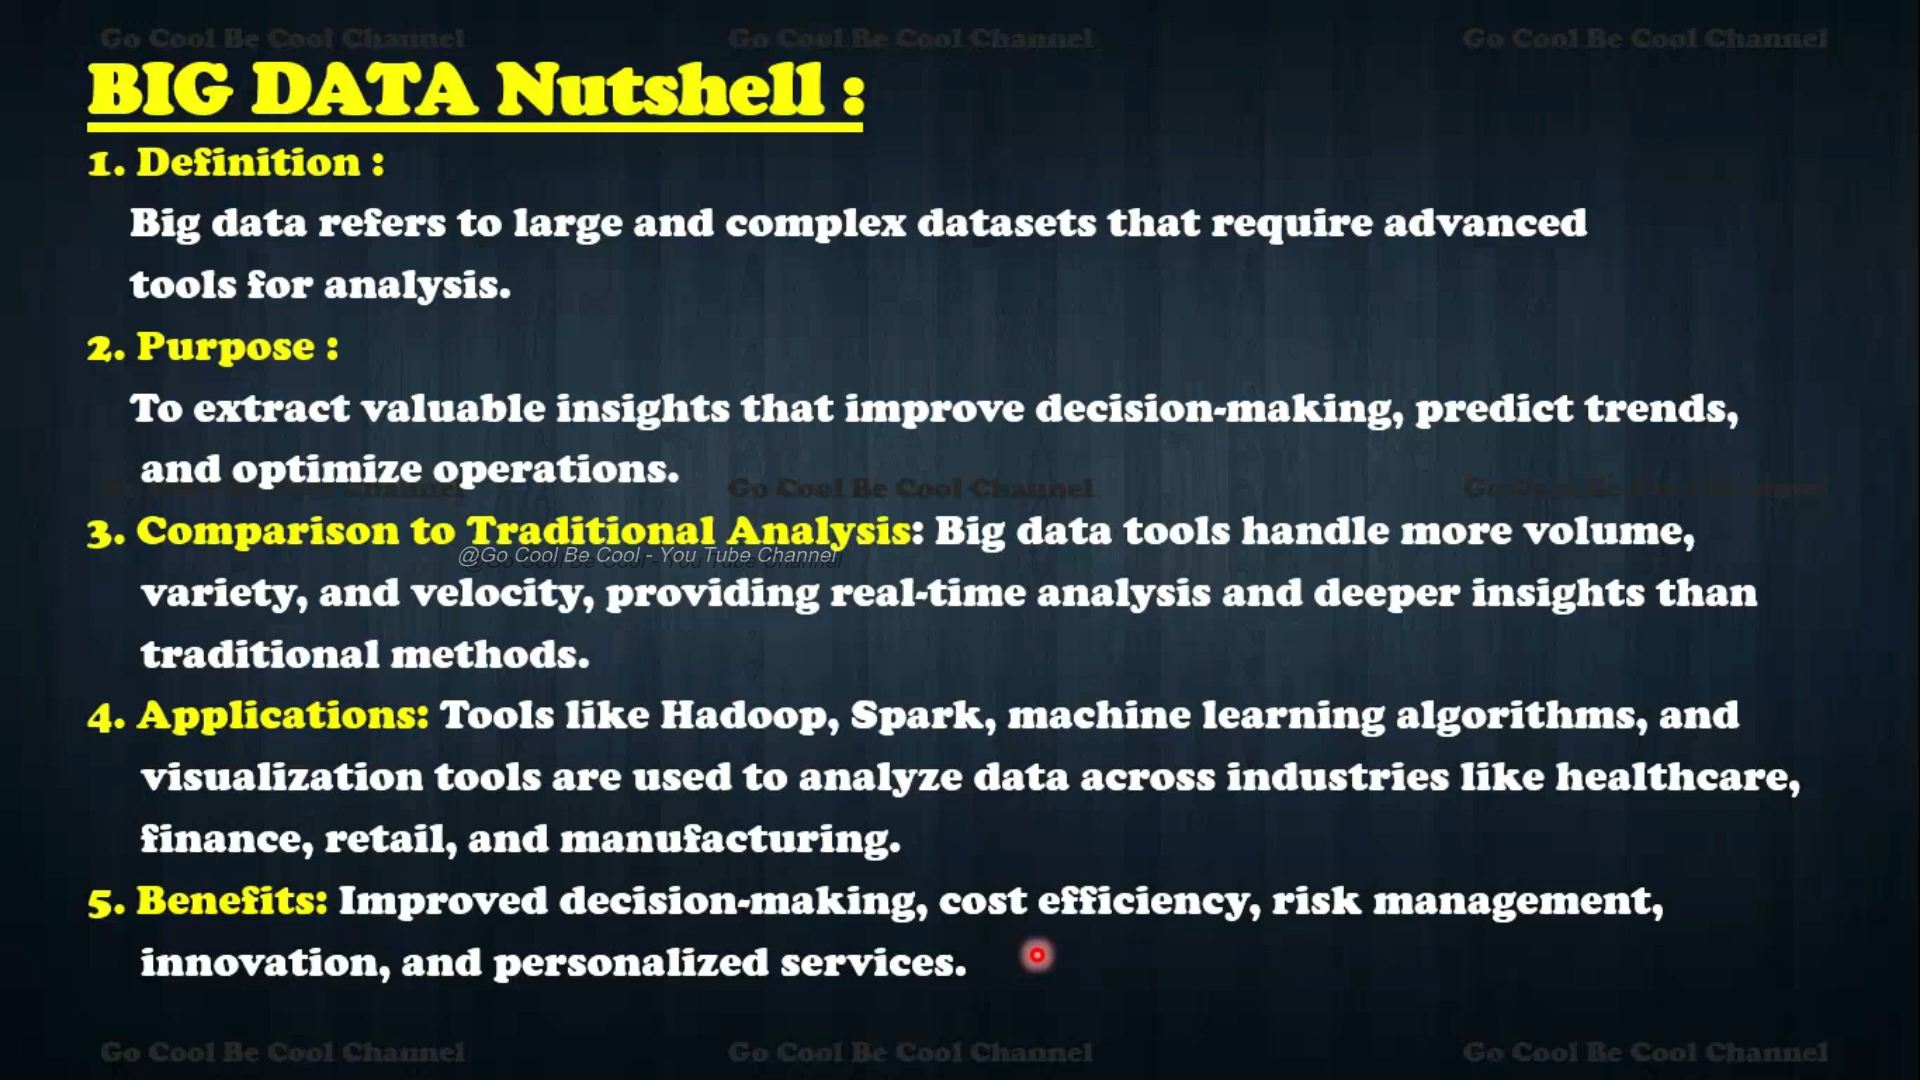 Go Cool Be Cool Channel Go Cool Be Cool Channel Go Cool Be Cool Channel
BIG DATA Nutshell :
1. Definition :
Big data refers to large and complex datasets that require advanced
tools for analysis.
2. Purpose :
To extract valuable insights that improve decision-making, predict trends,
and optimize operations.
Channel Go Cool Be Cool Channel Go Cool Be Cool Channel
3. Comparison to Traditional Analysis: Big data tools handle more volume,
@Go Cool Be Cool - You Tube Channel
variety, and velocity, providing real-time analysis and deeper insights than
traditional methods.
4. Applications: Tools like Hadoop, Spark, machine learning algorithms, and
visualization tools are used to analyze data across industries like healthcare,
finance, retail, and manufacturing.
5. Benefits: Improved decision-making, cost efficiency, risk management,
innovation, and personalized services.
Go Cool Be Cool Channel Go Cool Be Cool Channel Go Cool Be Cool Channel